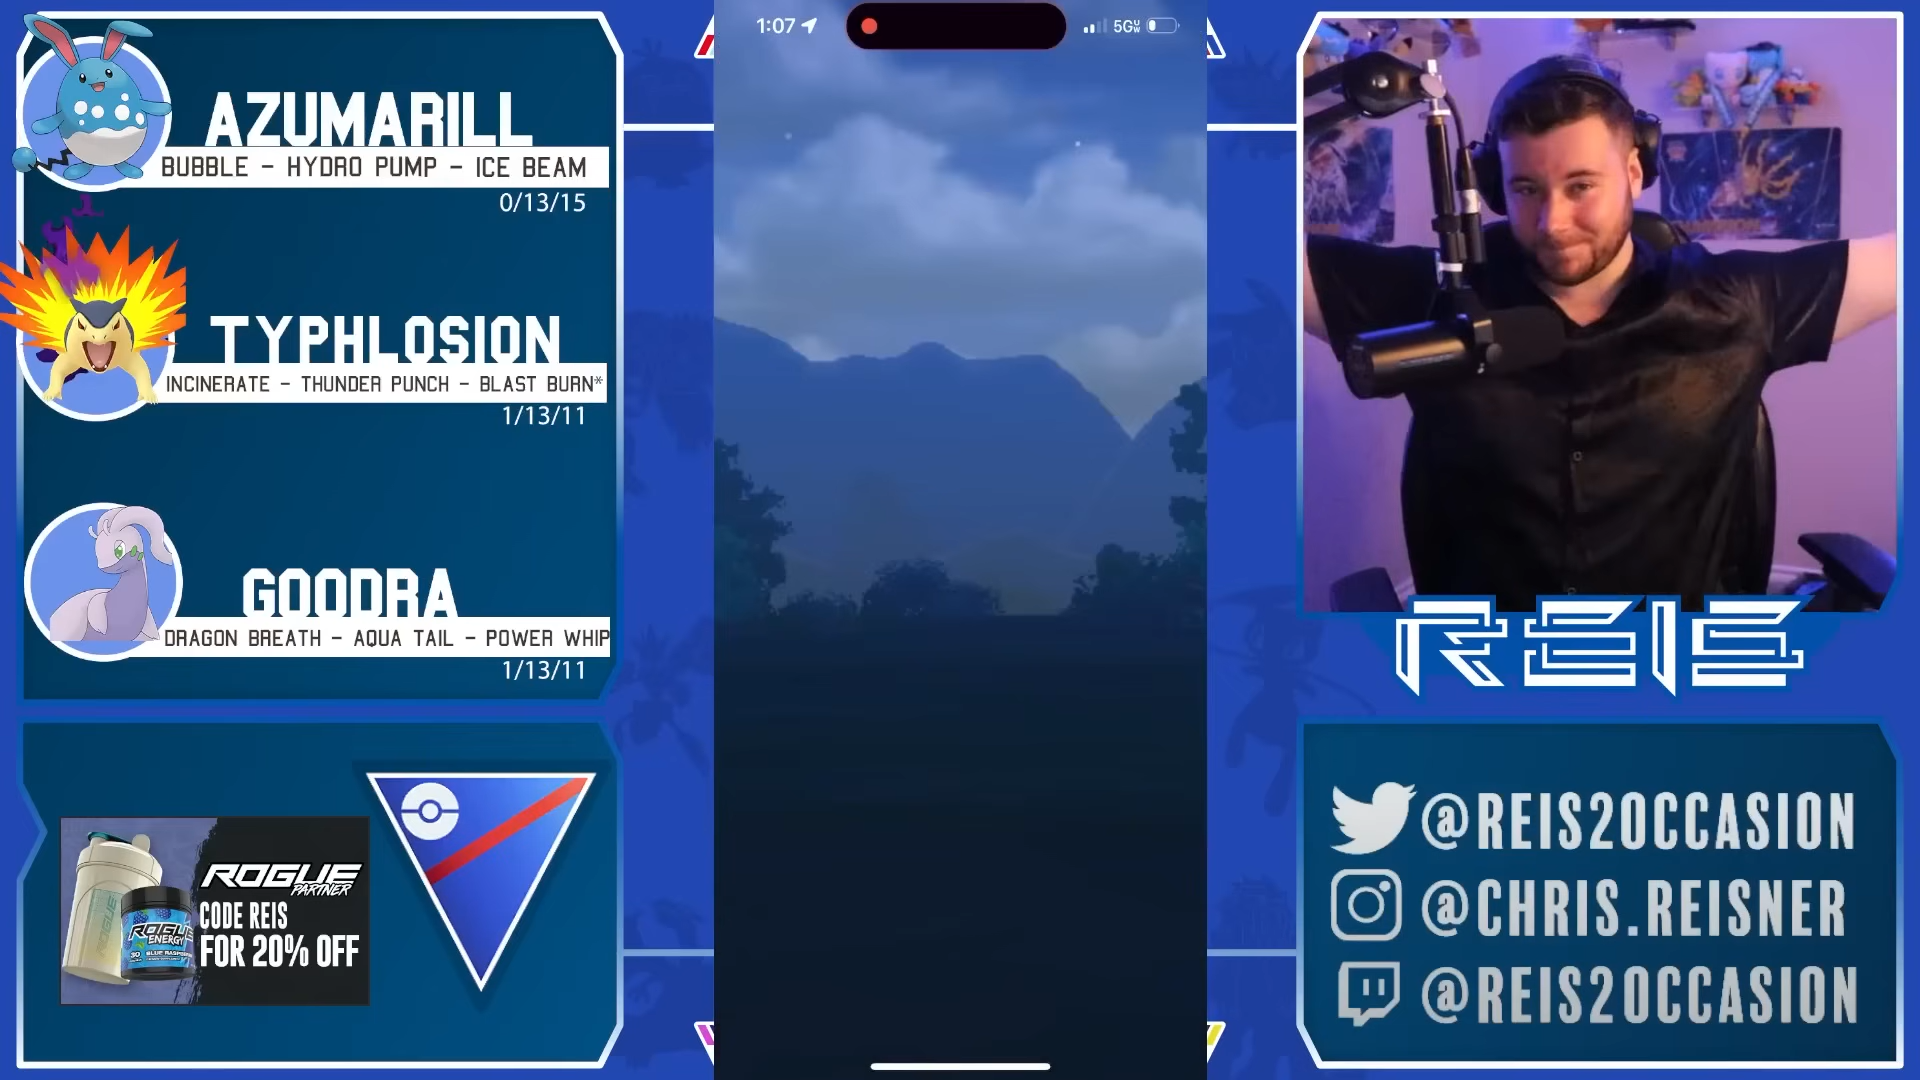 AZUMARILL
BUBBLE - HYDRO PUMP - ICE BEAM
0/13/15
TYPHLOSION
INCINERATE - THUNDER PUNCH - BLAST BURN*
1/13/11
GOODRA
DRAGON BREATH - AQUA TAIL - POWER WHIP
1/13/11
ROGUE
PARTNER
CODE REIS
FOR 20% OFF
ROGUE
ENERGY
1:07
5G
REIS
@REIS2OCCASION
@CHRIS.REISNER
@REIS2OCCASION